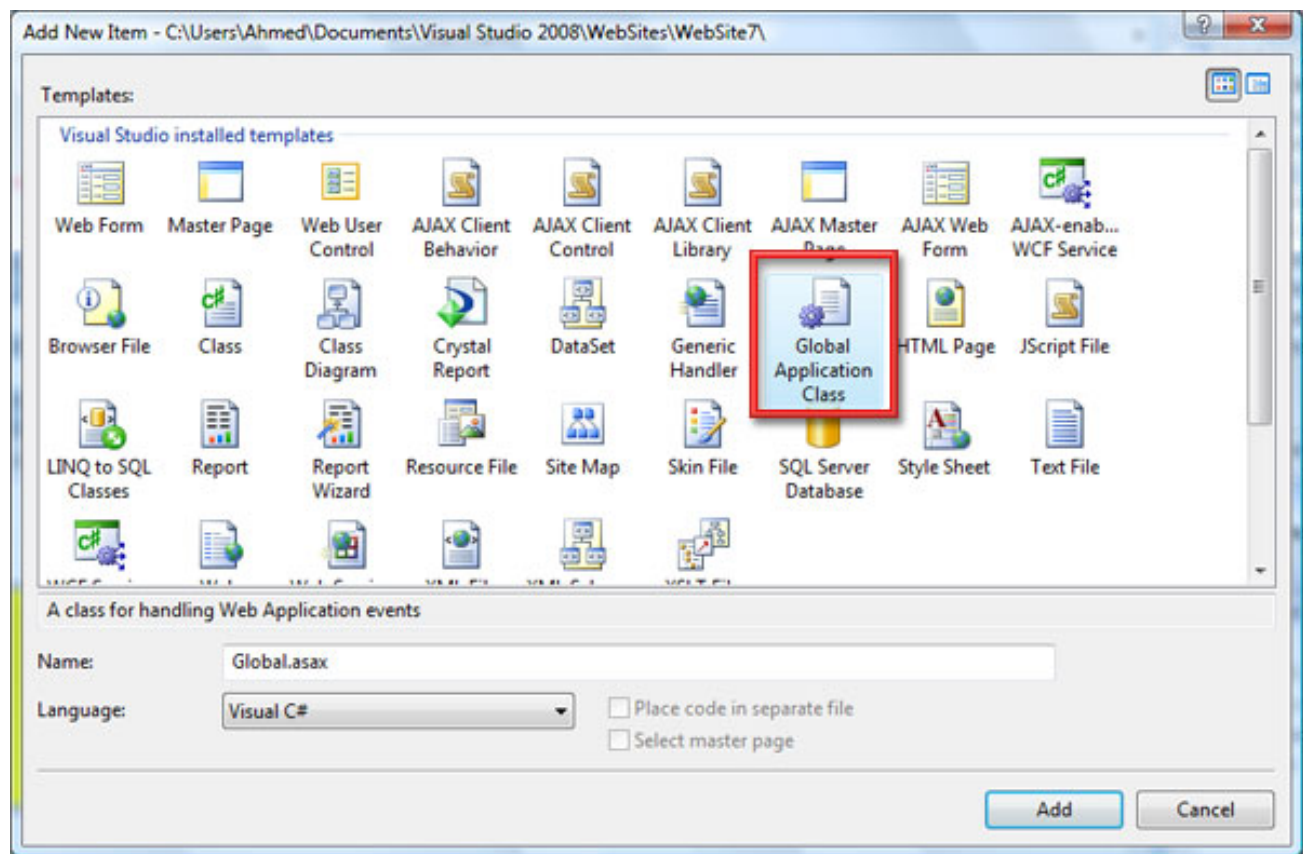 Add New Item - C:\Users\Ahmed\Documents\Visual Studio 2008\WebSites\WebSite7\
Templates:
Visual Studio installed templates
Web Form
Master Page
Web User
Control
AJAX Client
Behavior
AJAX Client
Control
AJAX Client
Library
AJAX Master
Page
AJAX Web
Form
AJAX-enab...
WCF Service
Browser File
Class
Class
Diagram
Crystal
Report
DataSet
Generic
Handler
Global
Application
Class
HTML Page
JScript File
LINQ to SQL
Classes
Report
Report
Wizard
Resource File
Site Map
Skin File
SQL Server
Database
Style Sheet
Text File
A class for handling Web Application events
Name:
Global.asax
Language:
Visual C#
Place code in separate file
Select master page
Add
Cancel